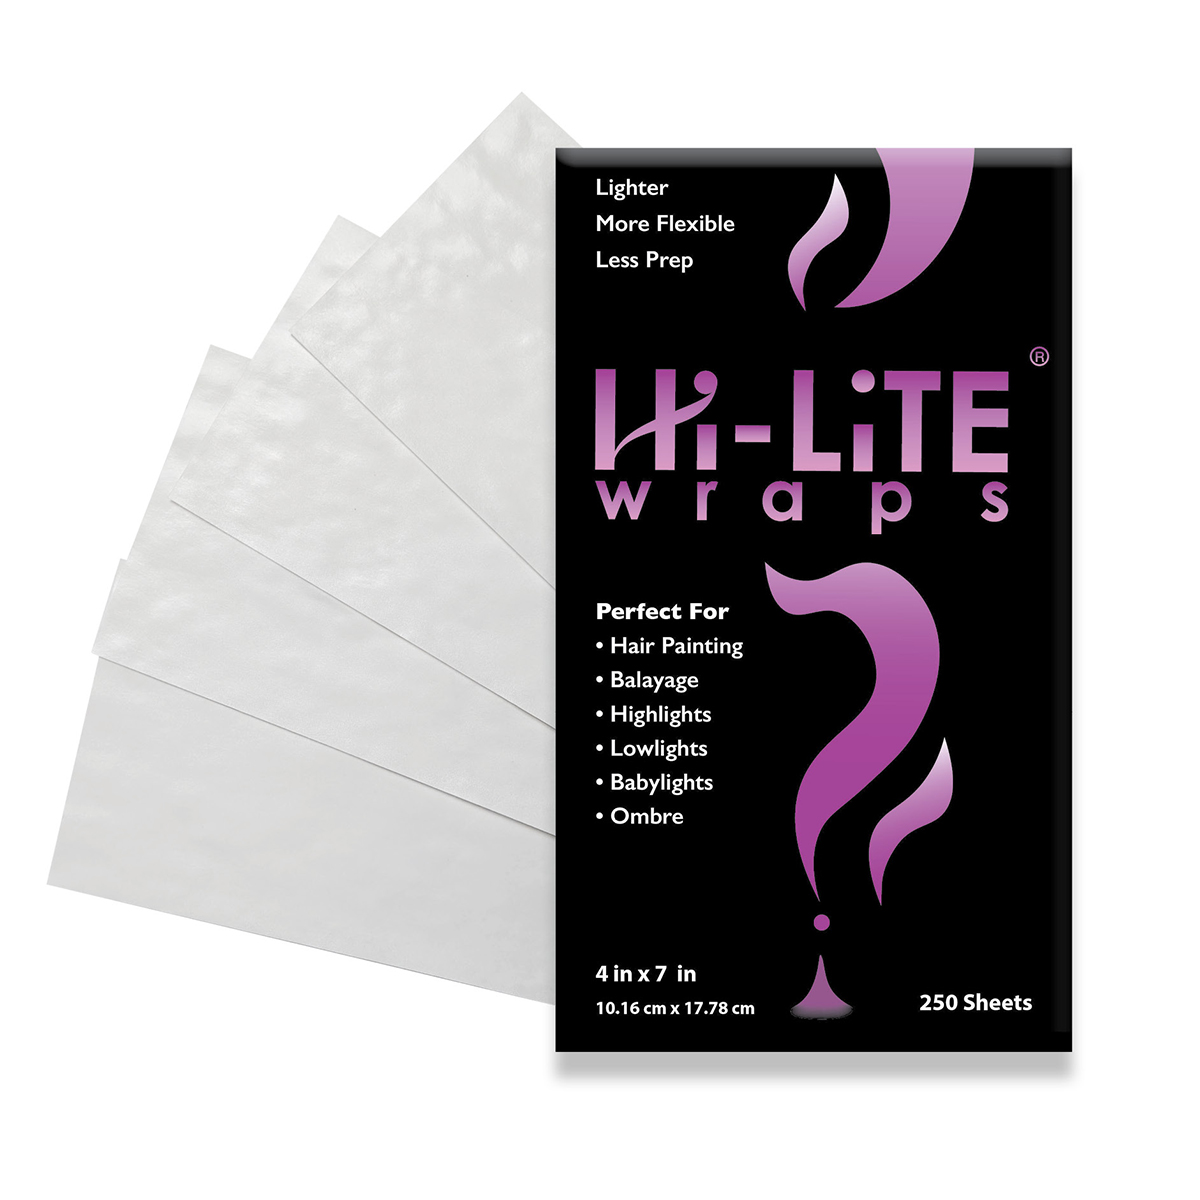 Lighter
More Flexible
Less Prep
Hi-LiTE®
wraps
Perfect For
• Hair Painting
• Balayage
• Highlights
• Lowlights
• Babylights
• Ombre
4 in x 7 in
10.16 cm x 17.78 cm
250 Sheets